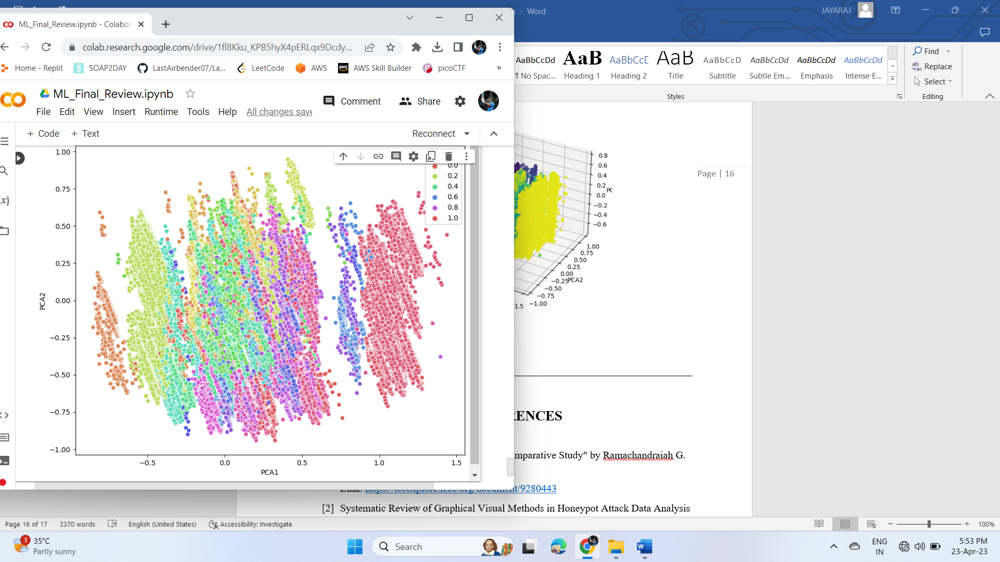 ML_Final_Review.ipynb - Colabor
colab.research.google.com/drive/1fl8Kku_KPB5hyX4pERLqx9Dcdy...
Home - Replit
SOAP2DAY
LastAirbender07/La...
LeetCode
AWS
aws
AWS Skill Builder
picoCTF
»
ML_Final_Review.ipynb
Comment
Share
File
Edit
View
Insert
Runtime
Tools
Help
All changes save
+ Code
+ Text
Reconnect
1.00
0.75
0.50
0.25
0.00
−0.25
−0.50
−0.75
−1.00
PCA2
−0.5
0.0
0.5
1.0
1.5
PCA1
0.0
0.2
0.4
0.6
0.8
1.0
- Word
JAYARAJ
AaBbCcDd
AaB
AaBbCcD
AaB
AaBbCcD
AaBbCcDd
AaBbCcDd
AaBbCcDd
¶ No Spac...
Heading 1
Heading 2
Title
Subtitle
Subtle Em...
Emphasis
Intense E...
Styles
Find
Replace
Select
Editing
0.8
0.6
0.4
0.2
0.0
−0.2
−0.4
−0.6
PC
1.00
0.75
0.50
0.25
0.00
−0.25
−0.50
−0.75
−1.00
PCA2
1.5
Page | 16
RENCES
mparative Study" by Ramachandraiah G.
Link: https://ieeexplore.ieee.org/document/9280443
[2] Systematic Review of Graphical Visual Methods in Honeypot Attack Data Analysis
Page 16 of 17
2370 words
English (United States)
Accessibility: Investigate
100%
1
35°C
Partly sunny
Search
ENG
IN
5:53 PM
23-Apr-23